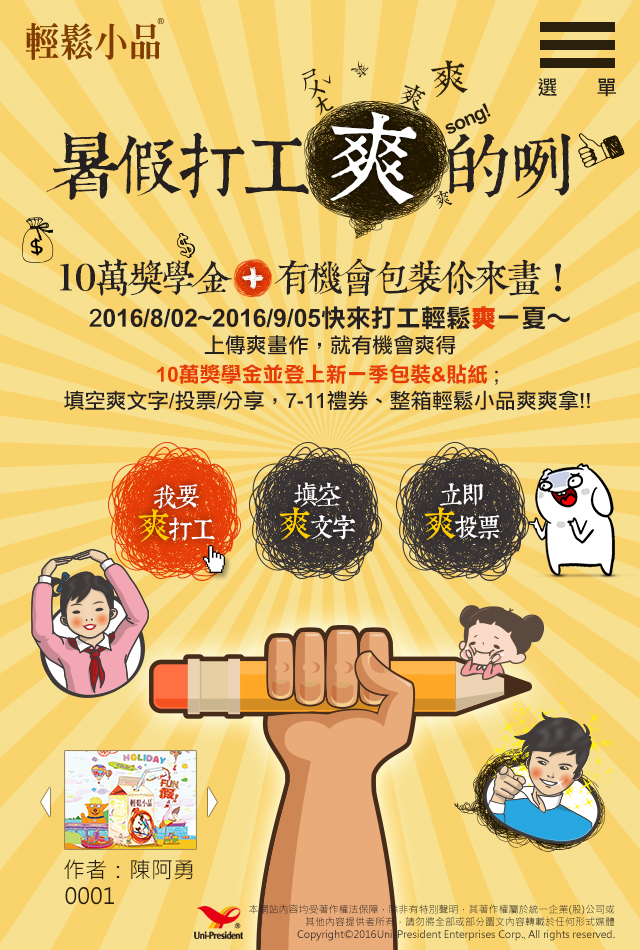 輕鬆小品®
選 單
ㄕㄨㄤ
爽
爽
song!
暑假打工爽的咧
爽
$
$
10萬獎學金+有機會包裝你來畫!
2016/8/02~2016/9/05快來打工輕鬆爽一夏~
上傳爽畫作,就有機會爽得
10萬獎學金並登上新一季包裝&貼紙;
填空爽文字/投票/分享,7-11禮券、整箱輕鬆小品爽爽拿!!
我要
爽打工
填空
爽文字
立即
爽投票
HOLIDAY
FUN
假!
輕鬆小品
作者:陳阿勇
0001
Uni-President
本網站內容均受著作權法保障,除非有特別聲明,其著作權屬於統一企業(股)公司或
其他內容提供者所有,請勿將全部或部分圖文內容轉載於任何形式媒體
Copyright©2016Uni-President Enterprises Corp., All rights reserved.